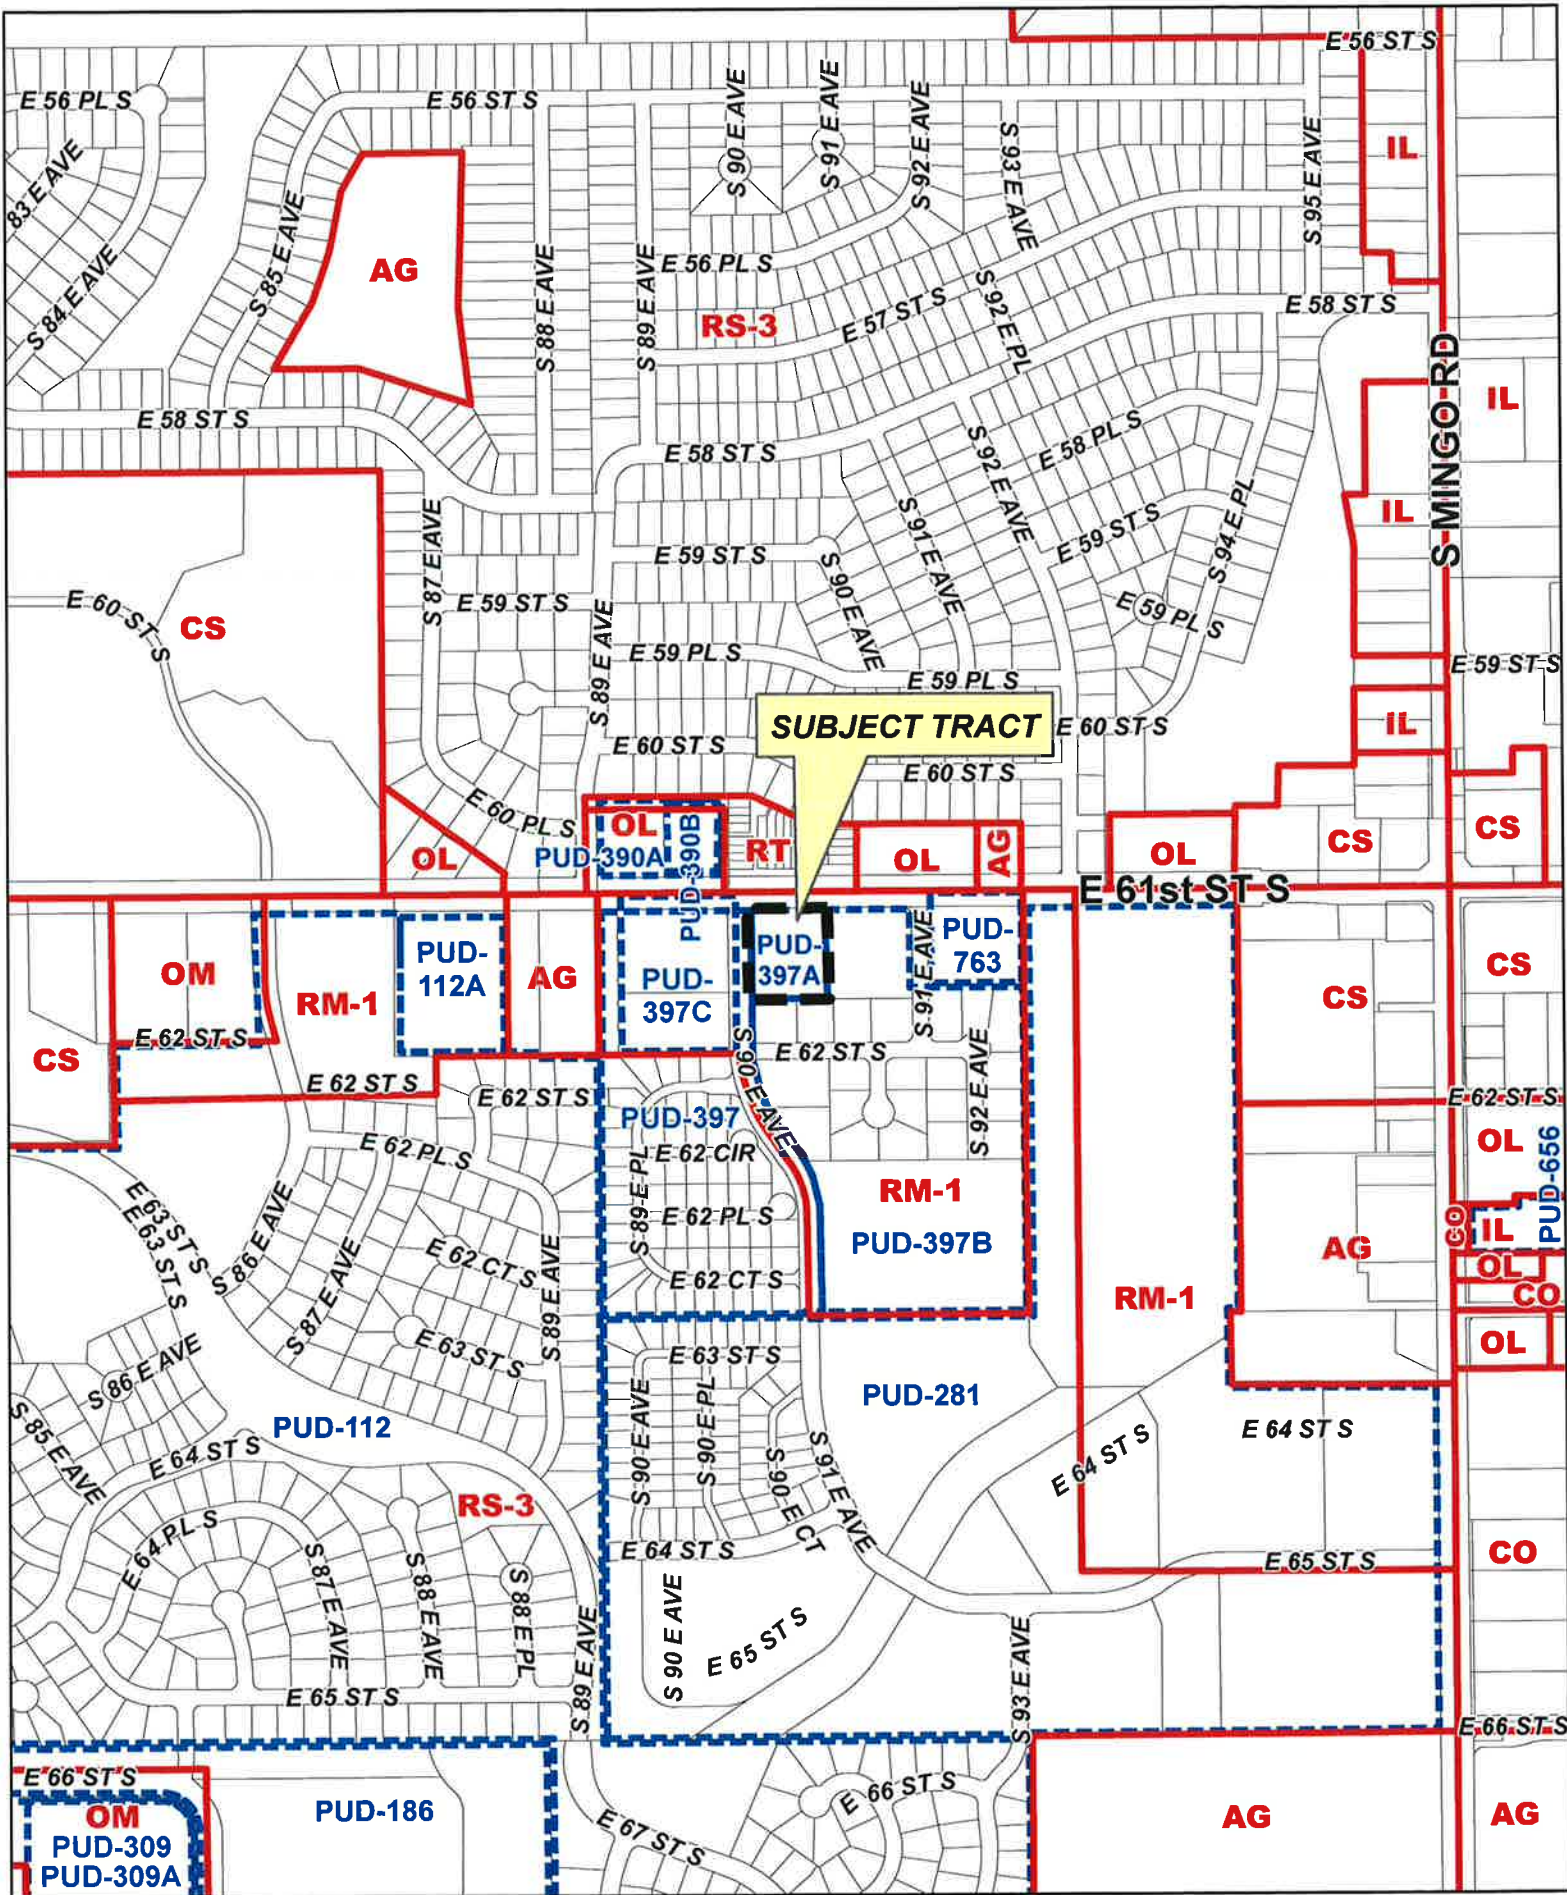 E 56 ST S
E 56 PL S
E 56 ST S
S 90 E AVE
S 91 E AVE
S 92 E AVE
S 93 E AVE
S 95 E AVE
IL
83 E AVE
S 84 E AVE
S 85 E AVE
AG
S 88 E AVE
S 89 E AVE
E 56 PL S
RS-3
E 57 ST S
S 92 E PL
E 58 ST S
S MINGO RD
IL
E 58 ST S
E 58 ST S
S 92 E AVE
E 58 PL S
IL
S 87 E AVE
E 59 ST S
S 91 E AVE
E 59 ST S
S 94 E PL
E 60 ST S
CS
E 59 ST S
S 89 E AVE
S 90 E AVE
E 59 PL S
E 59 PL S
E 59 PL S
E 59 ST S
SUBJECT TRACT
E 60 ST S
E 60 ST S
IL
E 60 ST S
E 60 PL S
OL
PUD-390A
PUD-390B
RT
OL
OL
AG
OL
CS
CS
E 61st ST S
OM
RM-1
PUD-
112A
AG
PUD-
397C
PUD-
397A
S 91 E AVE
PUD-
763
CS
CS
CS
E 62 ST S
E 62 ST S
E 62 ST S
S 90 E AVE
E 62 ST S
S 92 E AVE
E 62 ST S
PUD-397
OL
PUD-656
E 62 PL S
E 62 CIR
S 89 E PL
E 63 ST S
E 63 ST S
S 86 E AVE
RM-1
PUD-397B
E 62 PL S
CO
IL
AG
OL
CO
E 62 CT S
E 62 CT S
S 87 E AVE
S 89 E AVE
RM-1
OL
E 63 ST S
E 63 ST S
S 86 E AVE
S 85 E AVE
PUD-281
PUD-112
S 90 E AVE
S 90 E PL
S 90 E CT
S 91 E AVE
E 64 ST S
E 64 ST S
E 64 ST S
RS-3
E 64 PL S
E 64 ST S
CO
E 65 ST S
S 87 E AVE
S 88 E AVE
S 88 E PL
S 89 E AVE
S 90 E AVE
E 65 ST S
S 93 E AVE
E 65 ST S
E 66 ST S
E 66 ST S
OM
PUD-309
PUD-309A
PUD-186
E 67 ST S
E 66 ST S
AG
AG